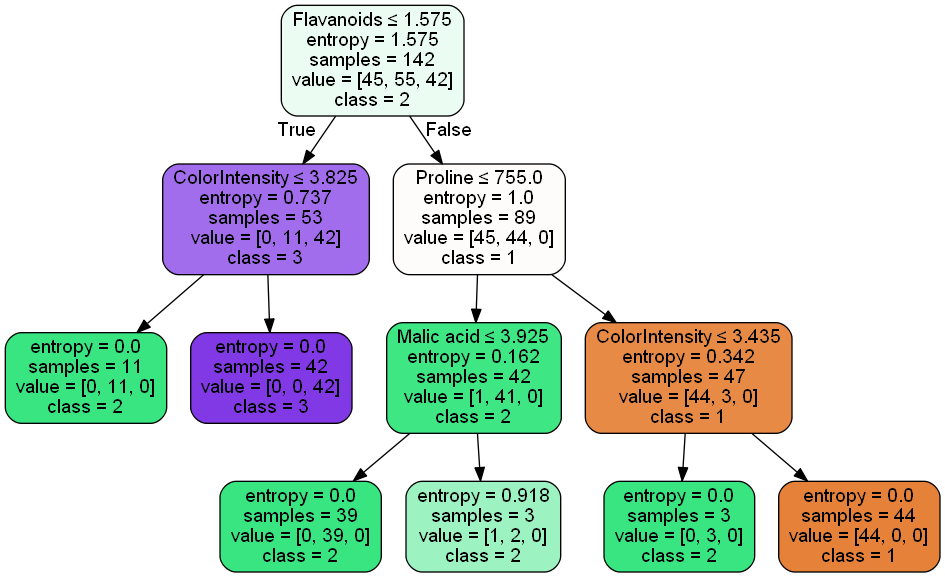 Flavanoids ≤ 1.575
entropy = 1.575
samples = 142
value = [45, 55, 42]
class = 2
True
False
ColorIntensity ≤ 3.825
entropy = 0.737
samples = 53
value = [0, 11, 42]
class = 3
Proline ≤ 755.0
entropy = 1.0
samples = 89
value = [45, 44, 0]
class = 1
entropy = 0.0
samples = 11
value = [0, 11, 0]
class = 2
entropy = 0.0
samples = 42
value = [0, 0, 42]
class = 3
Malic acid ≤ 3.925
entropy = 0.162
samples = 42
value = [1, 41, 0]
class = 2
ColorIntensity ≤ 3.435
entropy = 0.342
samples = 47
value = [44, 3, 0]
class = 1
entropy = 0.0
samples = 39
value = [0, 39, 0]
class = 2
entropy = 0.918
samples = 3
value = [1, 2, 0]
class = 2
entropy = 0.0
samples = 3
value = [0, 3, 0]
class = 2
entropy = 0.0
samples = 44
value = [44, 0, 0]
class = 1